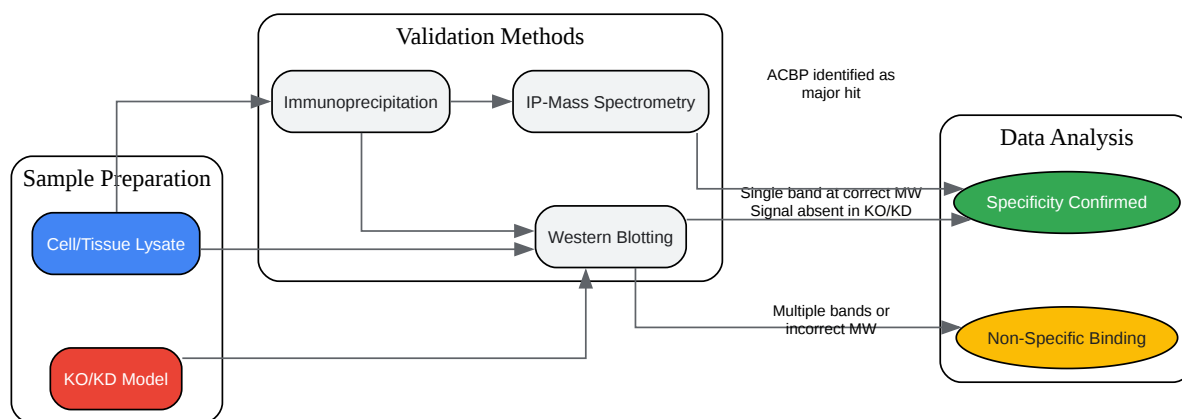 Validation Methods
Immunoprecipitation
IP-Mass Spectrometry
Western Blotting
ACBP identified as
major hit
Sample Preparation
Cell/Tissue Lysate
KO/KD Model
Single band at correct MW
Signal absent in KO/KD
Multiple bands or
incorrect MW
Data Analysis
Specificity Confirmed
Non-Specific Binding